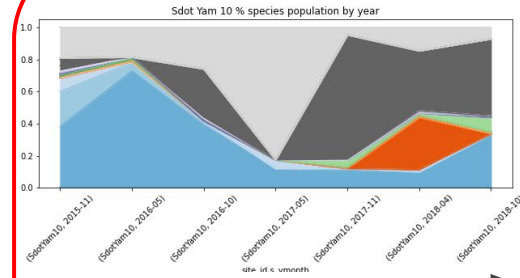 Sdot Yam 10 % species population by year
1.0
0.8
0.6
0.4
0.2
0.0
(SdotYam10, 2015-11)
(SdotYam10, 2016-05)
(SdotYam10, 2016-10)
(SdotYam10, 2017-05)
(SdotYam10, 2017-11)
(SdotYam10, 2018-04)
(SdotYam10, 2018-10)
site_id,s_ymonth